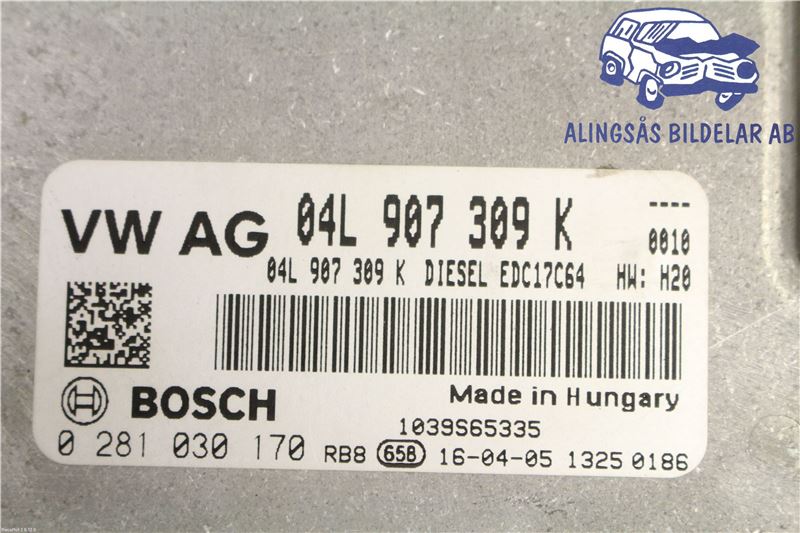 ALINGSÅS BILDELAR AB
VW AG 04L 907 309 K ----
0010
04L 907 309 K DIESEL EDC17C64 HW: H20
BOSCH Made in Hungary
1039S65335
0 281 030 170 RB8 658 16-04-05 1325 0186